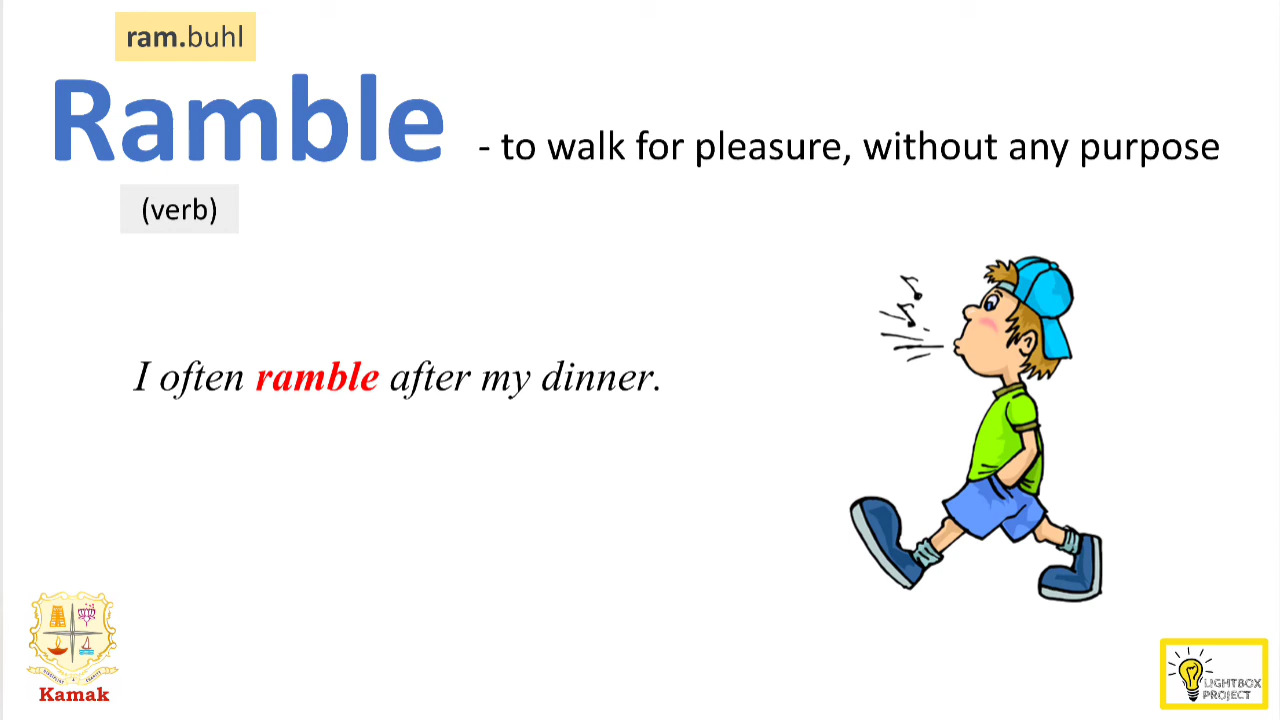 ram.buhl
Ramble - to walk for pleasure, without any purpose
(verb)
I often ramble after my dinner.
Kamak
LIGHTBOX
PROJECT